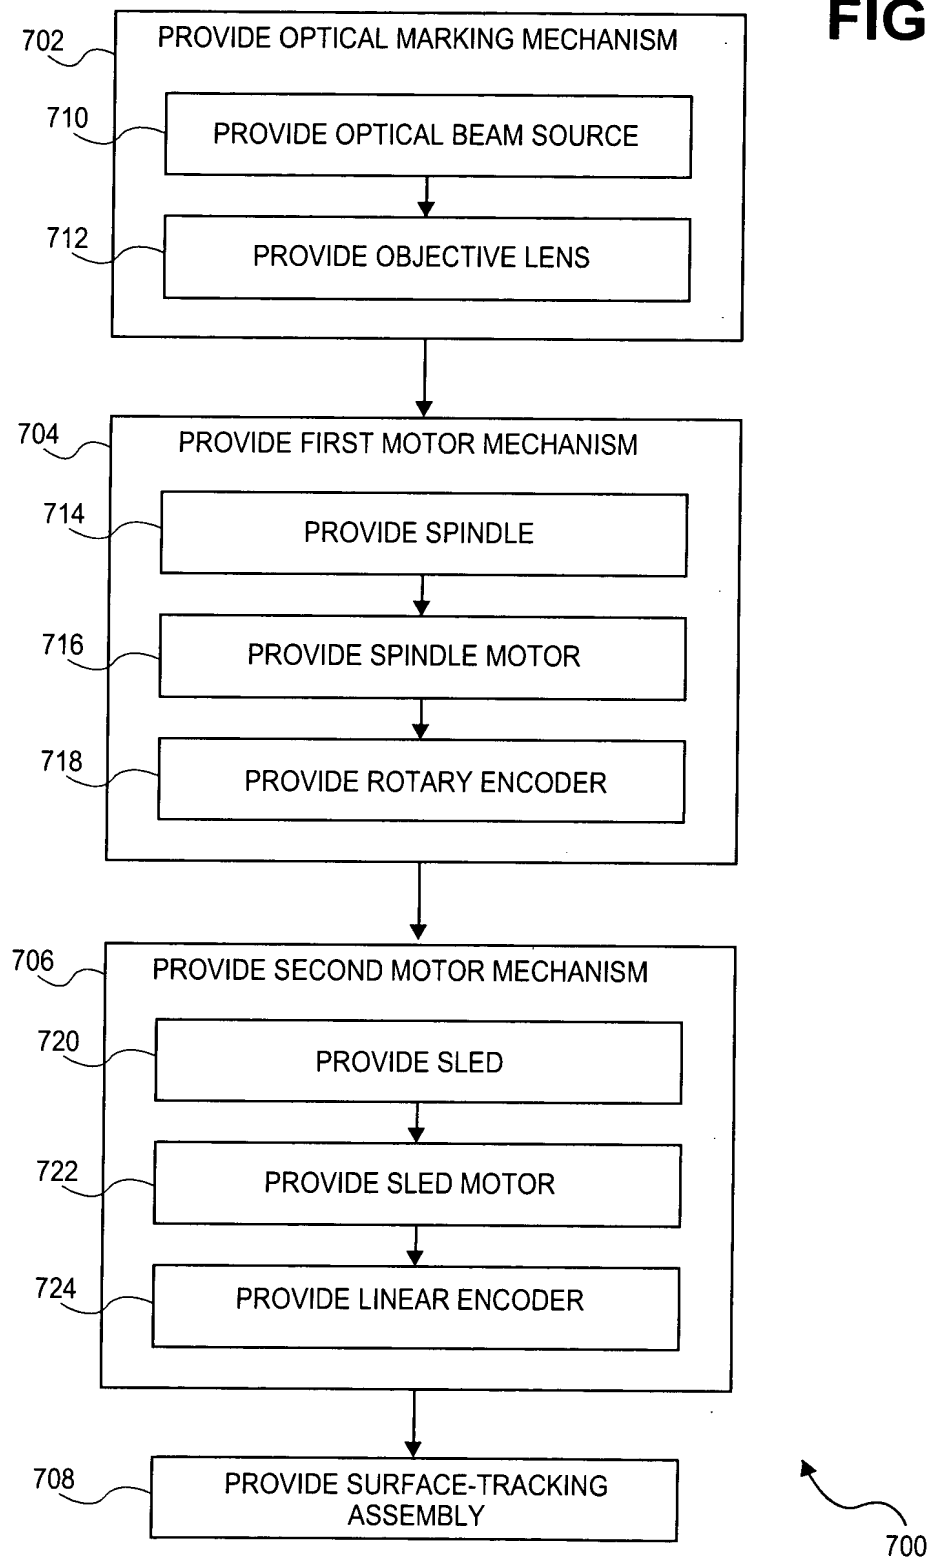 FIG
702
PROVIDE OPTICAL MARKING MECHANISM
710
PROVIDE OPTICAL BEAM SOURCE
712
PROVIDE OBJECTIVE LENS
704
PROVIDE FIRST MOTOR MECHANISM
714
PROVIDE SPINDLE
716
PROVIDE SPINDLE MOTOR
718
PROVIDE ROTARY ENCODER
706
PROVIDE SECOND MOTOR MECHANISM
720
PROVIDE SLED
722
PROVIDE SLED MOTOR
724
PROVIDE LINEAR ENCODER
708
PROVIDE SURFACE-TRACKING
ASSEMBLY
700